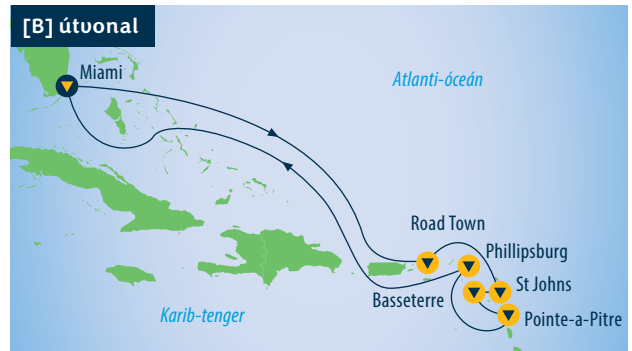 [B] útvonal
Miami
Atlanti-óceán
Road Town
Phillipsburg
St Johns
Basseterre
Karib-tenger
Pointe-a-Pitre